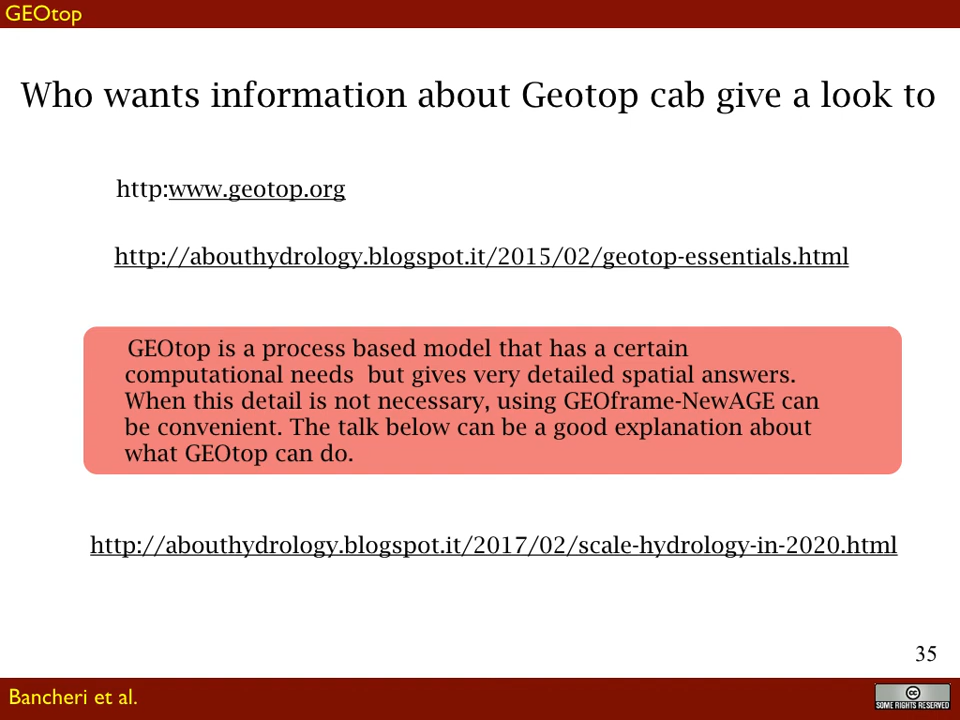 GEOtop
Who wants information about Geotop cab give a look to
http:www.geotop.org
http://abouthydrology.blogspot.it/2015/02/geotop-essentials.html
GEOtop is a process based model that has a certain
computational needs  but gives very detailed spatial answers.
When this detail is not necessary, using GEOframe-NewAGE can
be convenient. The talk below can be a good explanation about
what GEOtop can do.
http://abouthydrology.blogspot.it/2017/02/scale-hydrology-in-2020.html
35
Bancheri et al.
cc
SOME RIGHTS RESERVED